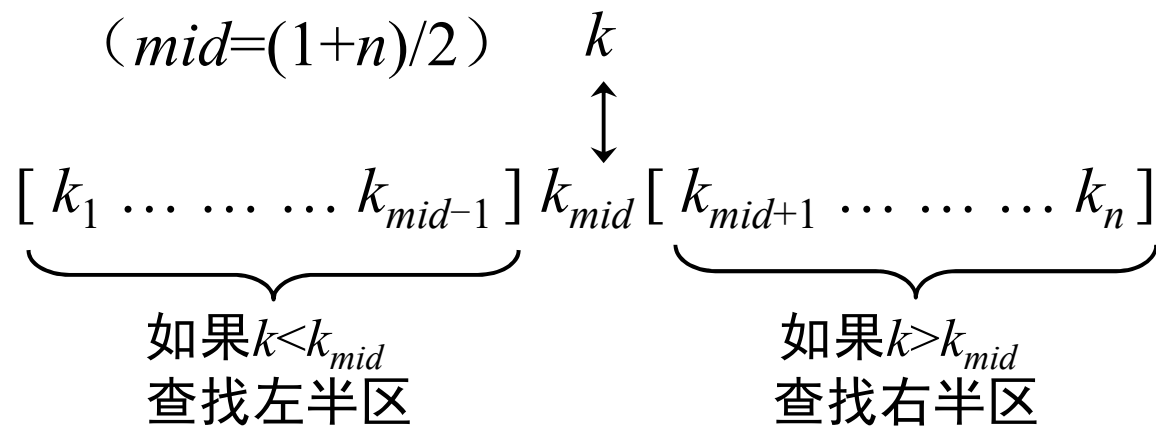 （mid=(1+n)/2） k
[ k₁ … … … kₘᵢ𝒹₋₁ ] kₘᵢ𝒹 [ kₘᵢ𝒹₊₁ … … … kₙ ]
如果k<kₘᵢ𝒹
查找左半区
如果k>kₘᵢ𝒹
查找右半区